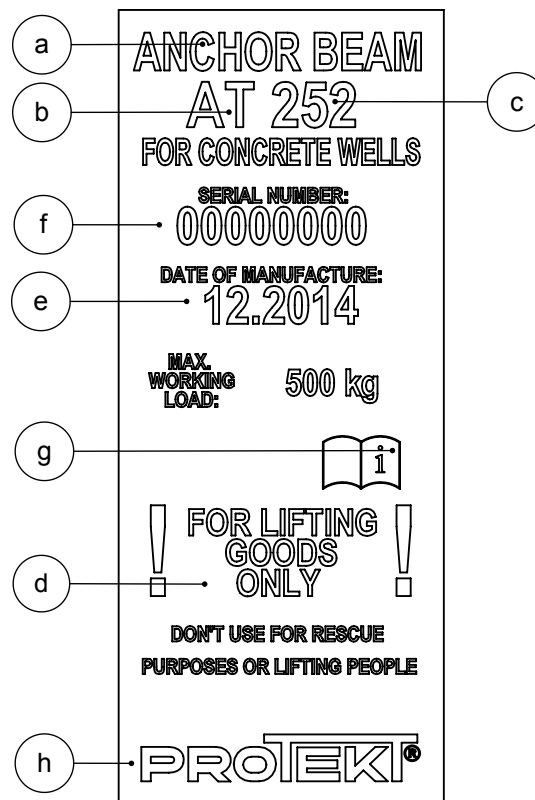 a
ANCHOR BEAM
b
AT 252
c
FOR CONCRETE WELLS
SERIAL NUMBER:
f
00000000
DATE OF MANUFACTURE:
e
12.2014
MAX.
WORKING
LOAD:
500 kg
g
i
! FOR LIFTING !
GOODS
d
ONLY
DON'T USE FOR RESCUE
PURPOSES OR LIFTING PEOPLE
h
PROTEKT®